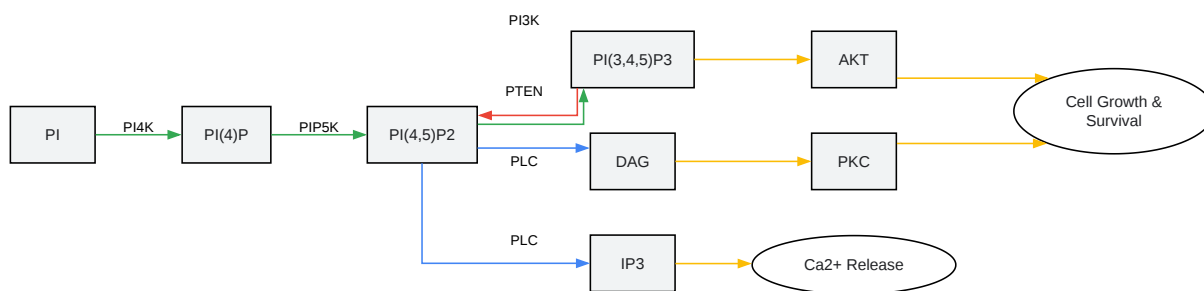 PI3K
PI(3,4,5)P3
AKT
PTEN
Cell Growth &
Survival
PI
PI4K
PI(4)P
PIP5K
PI(4,5)P2
PLC
DAG
PKC
PLC
IP3
Ca2+ Release